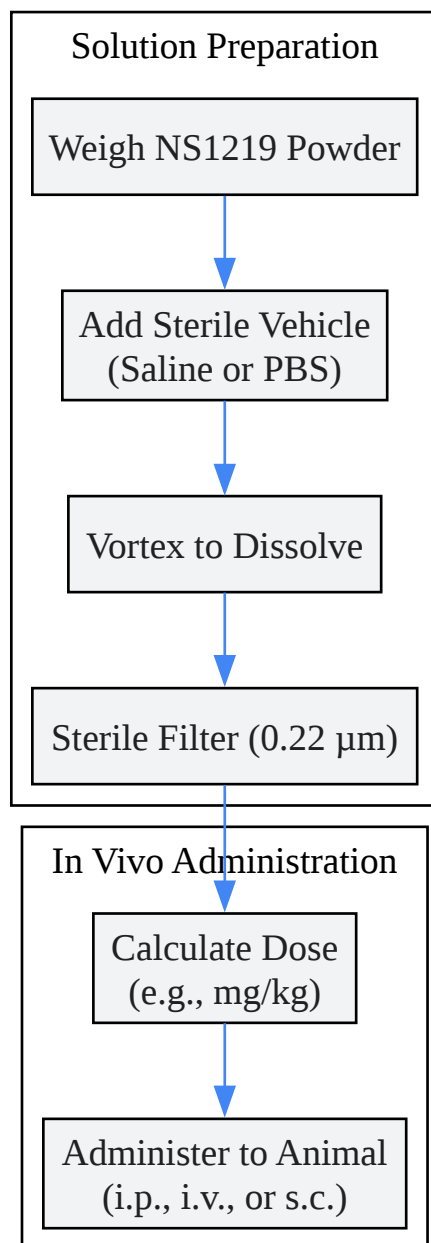 Solution Preparation
Weigh NS1219 Powder
Add Sterile Vehicle
(Saline or PBS)
Vortex to Dissolve
Sterile Filter (0.22 µm)
In Vivo Administration
Calculate Dose
(e.g., mg/kg)
Administer to Animal
(i.p., i.v., or s.c.)